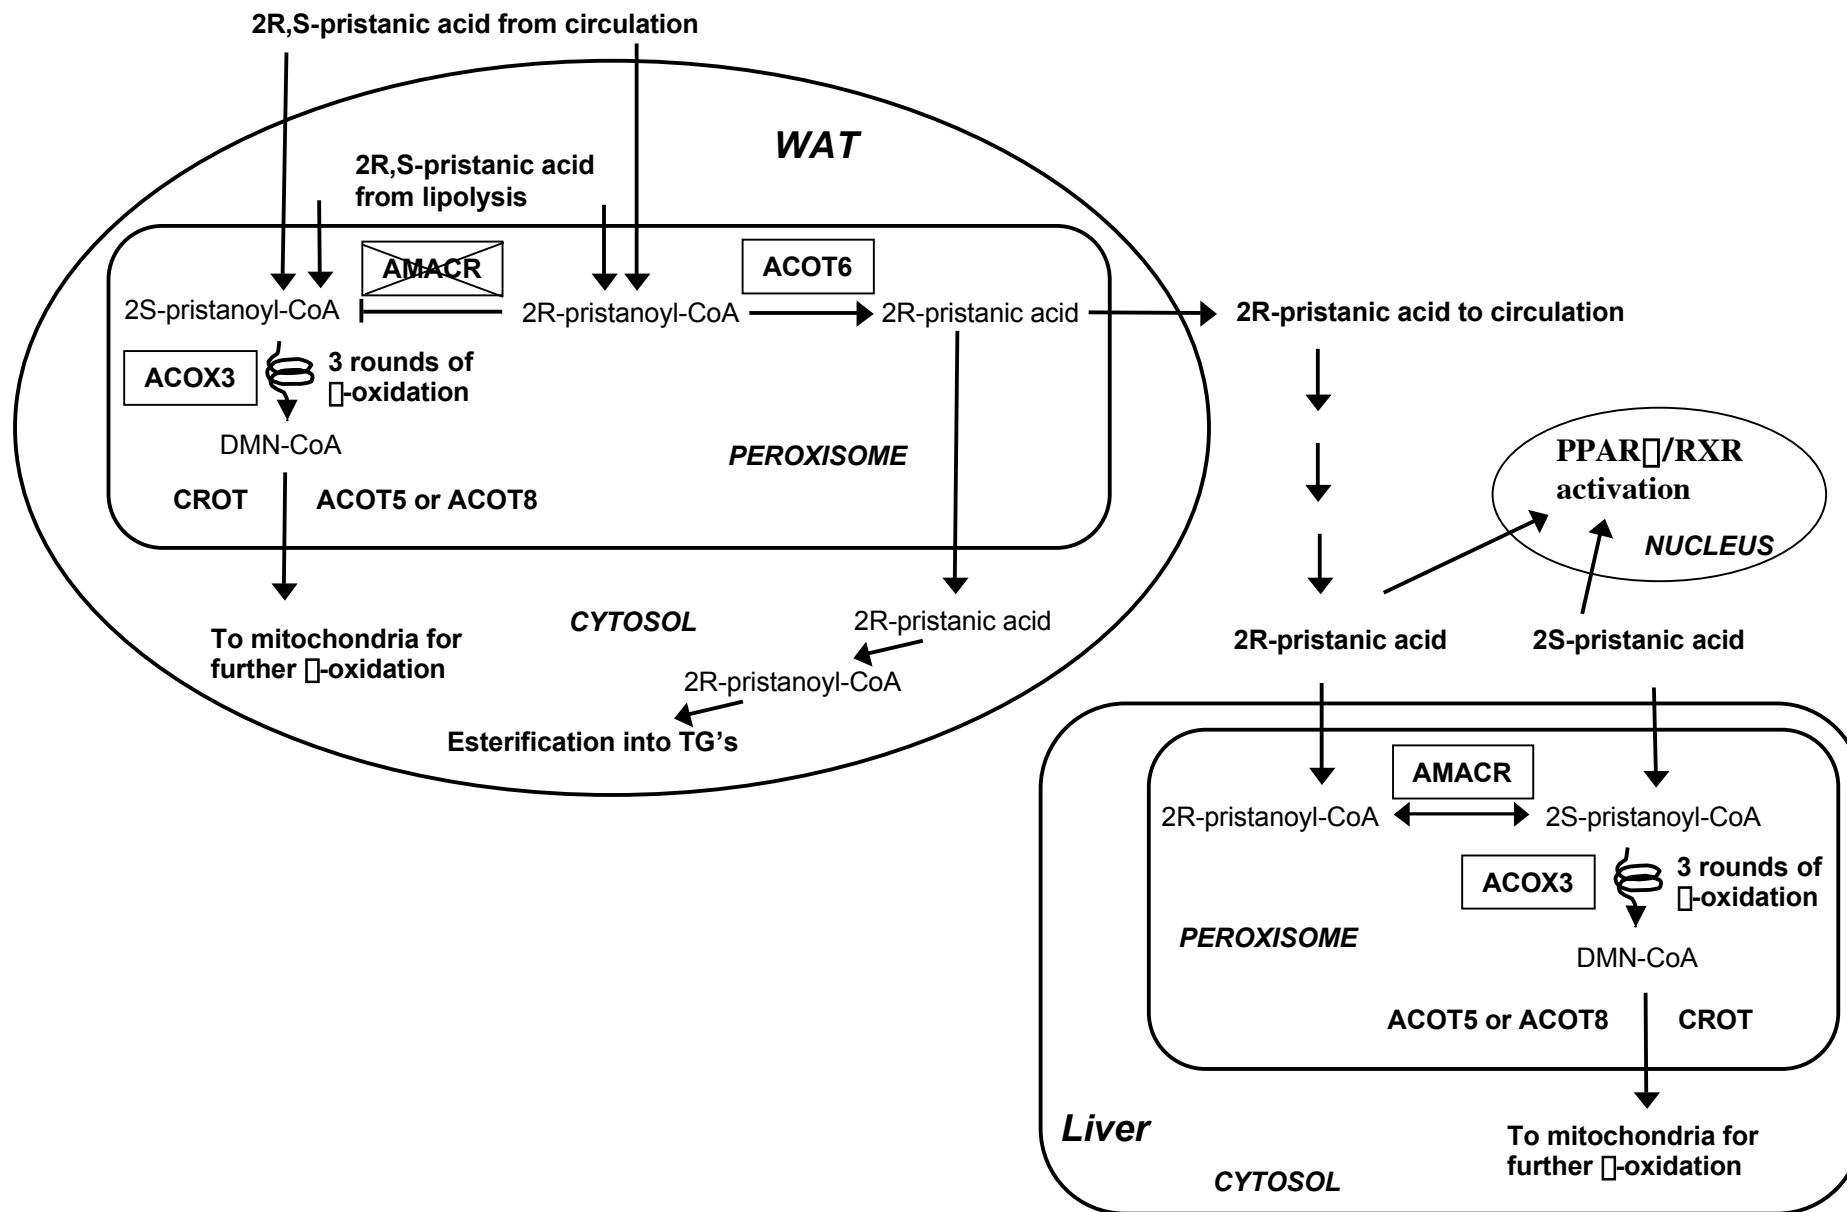 2R,S-pristanic acid from circulation
WAT
2R,S-pristanic acid
from lipolysis
AMACR
ACOT6
2S-pristanoyl-CoA
2R-pristanoyl-CoA
2R-pristanic acid
2R-pristanic acid to circulation
ACOX3
3 rounds of
▯-oxidation
DMN-CoA
PEROXISOME
CROT
ACOT5 or ACOT8
PPAR▯/RXR
activation
NUCLEUS
To mitochondria for
further ▯-oxidation
CYTOSOL
2R-pristanic acid
2R-pristanoyl-CoA
Esterification into TG's
2R-pristanic acid
2S-pristanic acid
AMACR
2R-pristanoyl-CoA
2S-pristanoyl-CoA
ACOX3
3 rounds of
▯-oxidation
PEROXISOME
DMN-CoA
ACOT5 or ACOT8
CROT
Liver
To mitochondria for
further ▯-oxidation
CYTOSOL